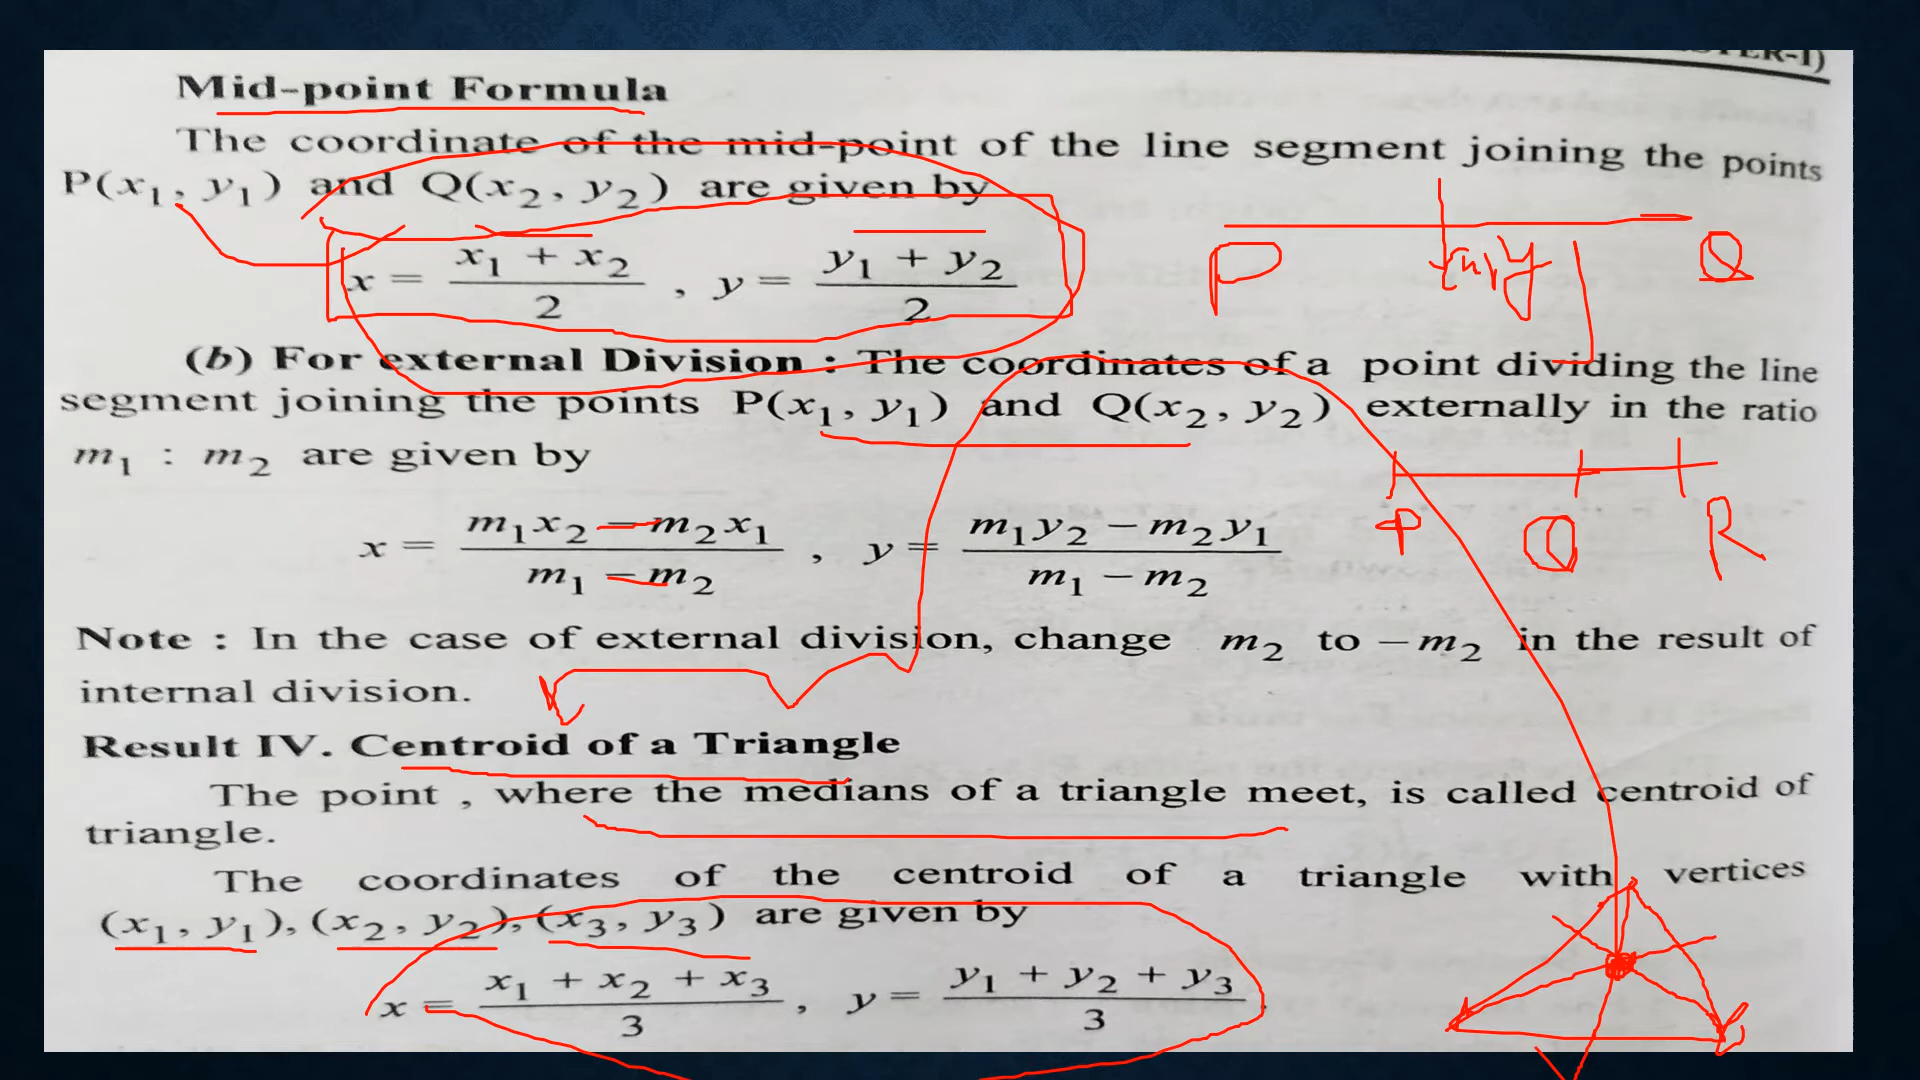 Mid-point Formula
The coordinate of the mid-point of the line segment joining the points
P(x₁, y₁) and Q(x₂, y₂) are given by
x = (x₁ + x₂)/2 , y = (y₁ + y₂)/2
P
Q
(b) For external Division : The coordinates of a point dividing the line
segment joining the points P(x₁, y₁) and Q(x₂, y₂) externally in the ratio
m₁ : m₂ are given by
P Q R
x = (m₁x₂ − m₂x₁)/(m₁ − m₂) , y = (m₁y₂ − m₂y₁)/(m₁ − m₂)
Note : In the case of external division, change m₂ to −m₂ in the result of
internal division.
Result IV. Centroid of a Triangle
The point , where the medians of a triangle meet, is called centroid of
triangle.
The coordinates of the centroid of a triangle with vertices
(x₁, y₁), (x₂, y₂), (x₃, y₃) are given by
x = (x₁ + x₂ + x₃)/3 , y = (y₁ + y₂ + y₃)/3